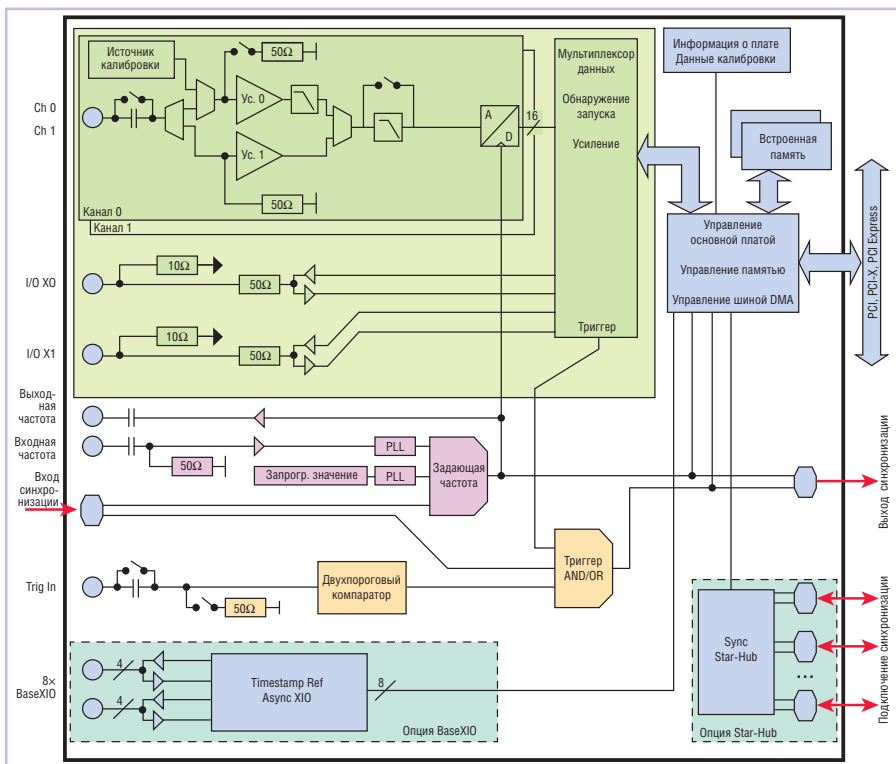 Источник
калибровки
50Ω
Мультиплексор
данных
Обнаружение
запуска
Усиление
Информация о плате
Данные калибровки
Ch 0
Ch 1
Ус. 0
Ус. 1
A
D
16
50Ω
Канал 0
Канал 1
Встроенная
память
Управление
основной платой
Управление памятью
Управление шиной DMA
PCI, PCI-X, PCI Express
I/O X0
10Ω
50Ω
I/O X1
10Ω
50Ω
Триггер
Выход-
ная
частота
Входная
частота
50Ω
PLL
Запрогр. значение
PLL
Задающая
частота
Вход
синхро-
низации
Выход синхронизации
Trig In
50Ω
Двухпороговый
компаратор
Триггер
AND/OR
8×
BaseXIO
4
4
Timestamp Ref
Async XIO
8
Опция BaseXIO
Sync
Star-Hub
...
Опция Star-Hub
Подключение синхронизации